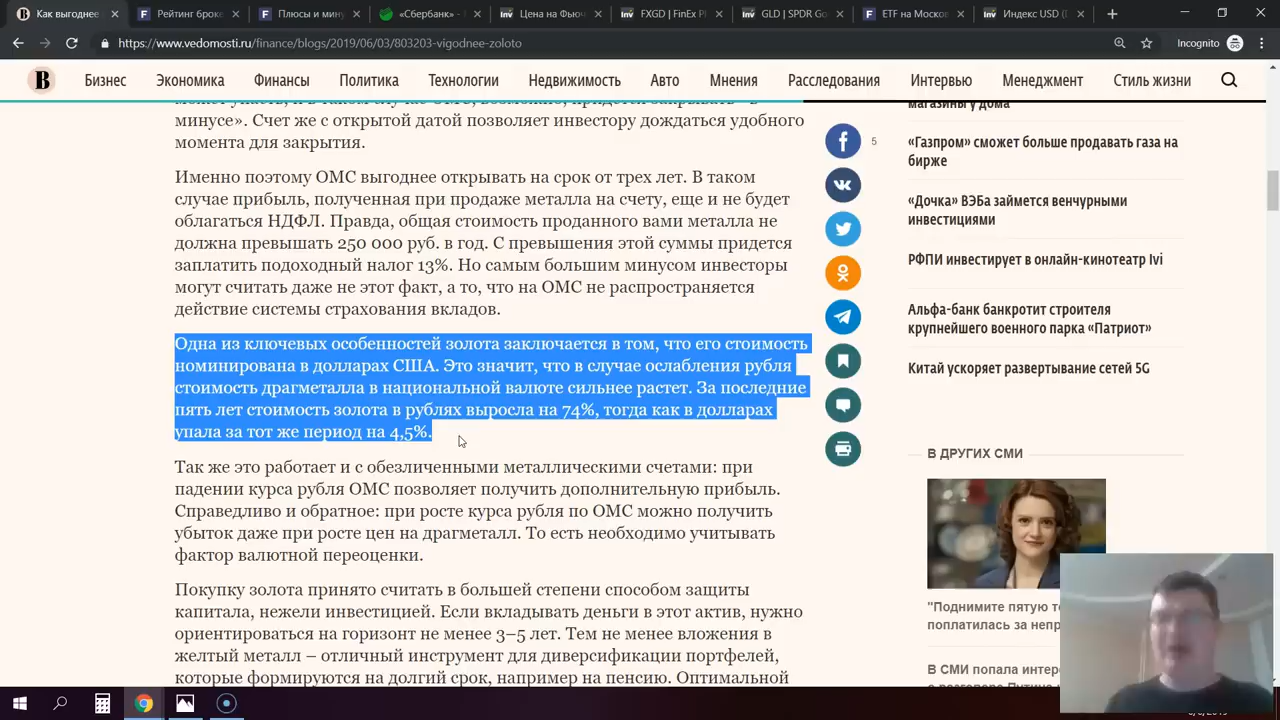 Как выгоднее
Рейтинг броке
Плюсы и мину
«Сбербанк» -
Цена на Фьюч
FXGD | FinEx
GLD | SPDR Go
ETF на Москов
Индекс USD
https://www.vedomosti.ru/finance/blogs/2019/06/03/803203-vigodnee-zoloto
Incognito
В
Бизнес
Экономика
Финансы
Политика
Технологии
Недвижимость
Авто
Мнения
Расследования
Интервью
Менеджмент
Стиль жизни
минусе». Счет же с открытой датой позволяет инвестору дождаться удобного
момента для закрытия.
Именно поэтому ОМС выгоднее открывать на срок от трех лет. В таком
случае прибыль, полученная при продаже металла на счету, еще и не будет
облагаться НДФЛ. Правда, общая стоимость проданного вами металла не
должна превышать 250 000 руб. в год. С превышения этой суммы придется
заплатить подоходный налог 13%. Но самым большим минусом инвесторы
могут считать даже не этот факт, а то, что на ОМС не распространяется
действие системы страхования вкладов.
Одна из ключевых особенностей золота заключается в том, что его стоимость
номинирована в долларах США. Это значит, что в случае ослабления рубля
стоимость драгметалла в национальной валюте сильнее растет. За последние
пять лет стоимость золота в рублях выросла на 74%, тогда как в долларах
упала за тот же период на 4,5%.
Так же это работает и с обезличенными металлическими счетами: при
падении курса рубля ОМС позволяет получить дополнительную прибыль.
Справедливо и обратное: при росте курса рубля по ОМС можно получить
убыток даже при росте цен на драгметалл. То есть необходимо учитывать
фактор валютной переоценки.
Покупку золота принято считать в большей степени способом защиты
капитала, нежели инвестицией. Если вкладывать деньги в этот актив, нужно
ориентироваться на горизонт не менее 3–5 лет. Тем не менее вложения в
желтый металл – отличный инструмент для диверсификации портфелей,
которые формируются на долгий срок, например на пенсию. Оптимальной
5
магазины у дома
«Газпром» сможет больше продавать газа на
бирже
«Дочка» ВЭБа займется венчурными
инвестициями
РФПИ инвестирует в онлайн-кинотеатр Ivi
Альфа-банк банкротит строителя
крупнейшего военного парка «Патриот»
Китай ускоряет развертывание сетей 5G
В ДРУГИХ СМИ
"Поднимите пятую
поплатилась за
В СМИ попала